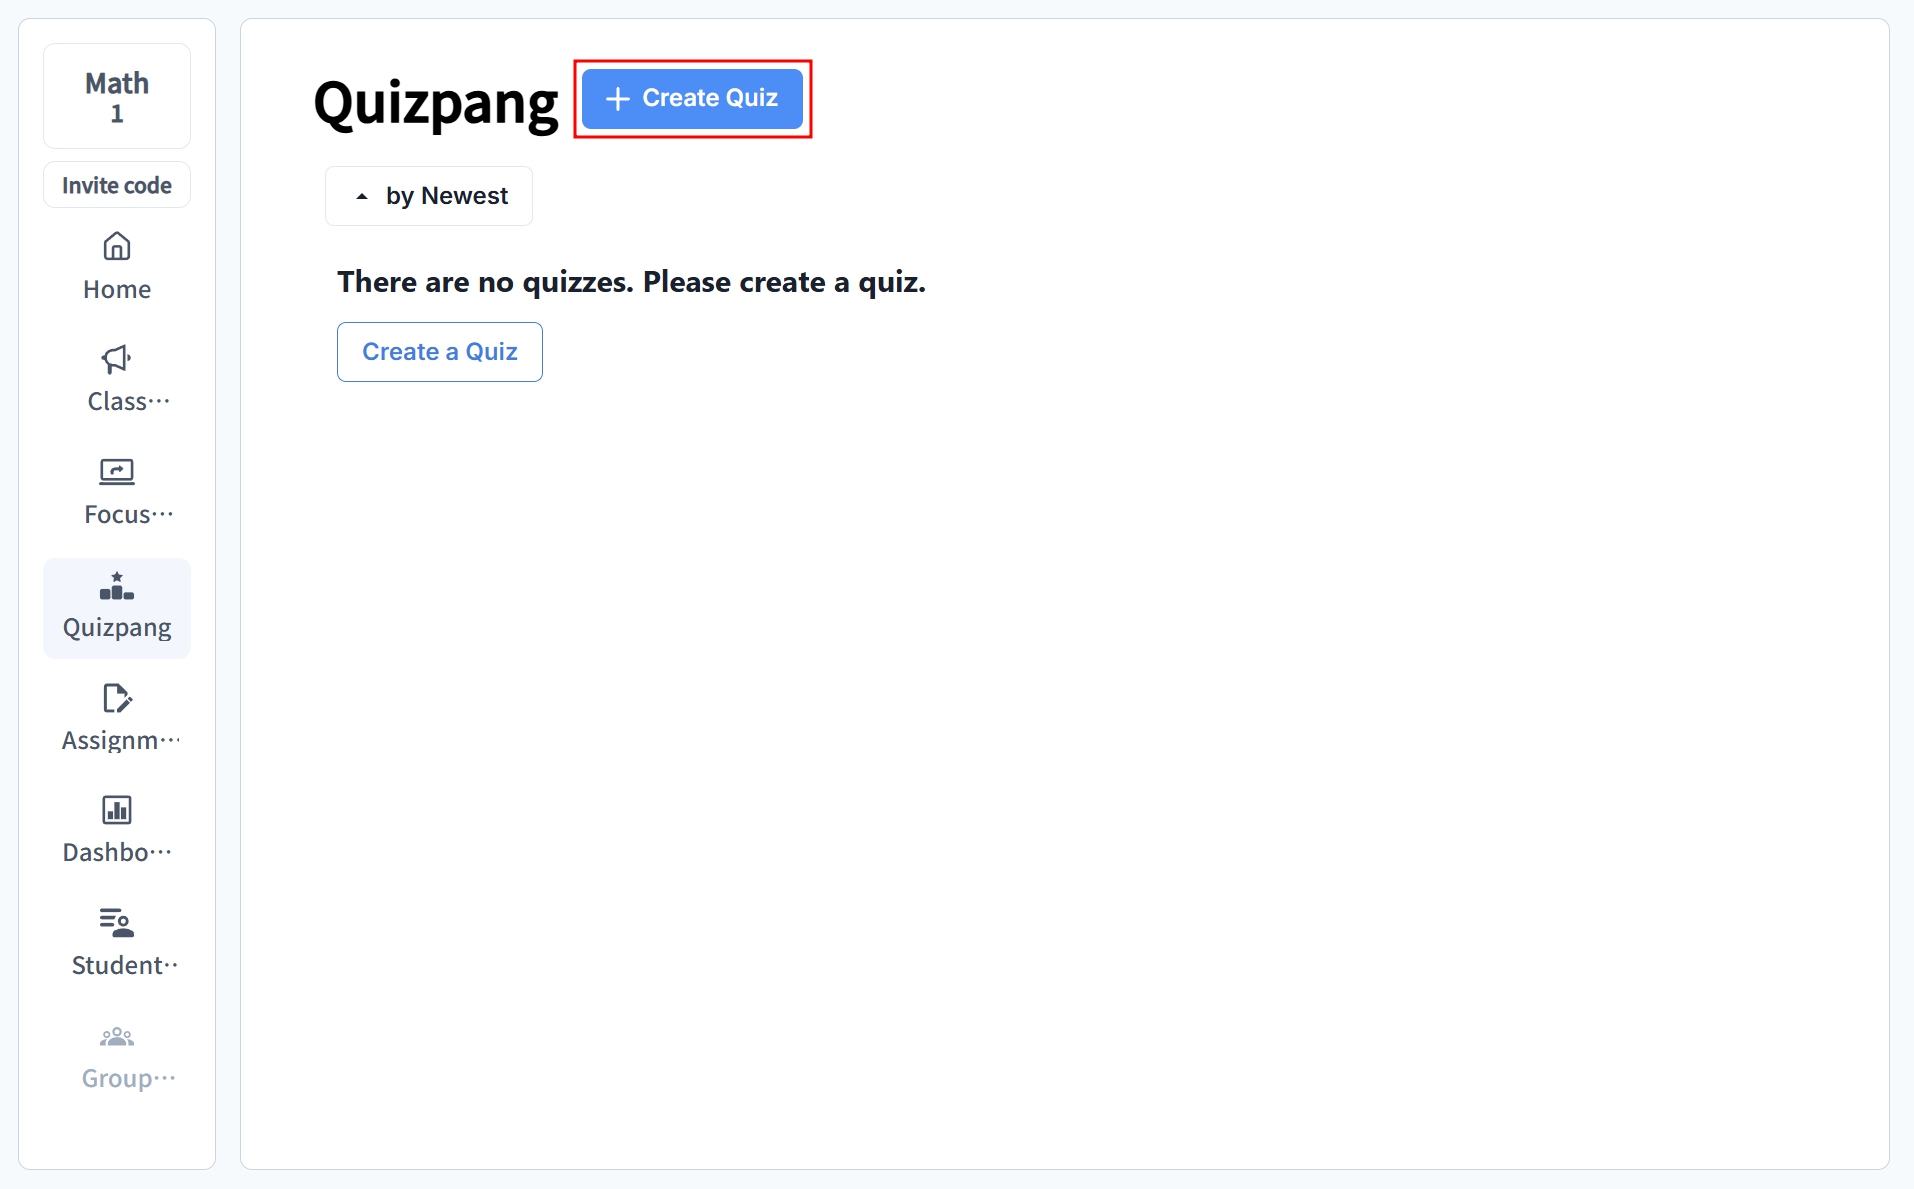 Math
1
Invite code
Home
Class···
Focus···
Quizpang
Assignm···
Dashbo···
Student··
Group···
Quizpang
Create Quiz
by Newest
There are no quizzes. Please create a quiz.
Create a Quiz